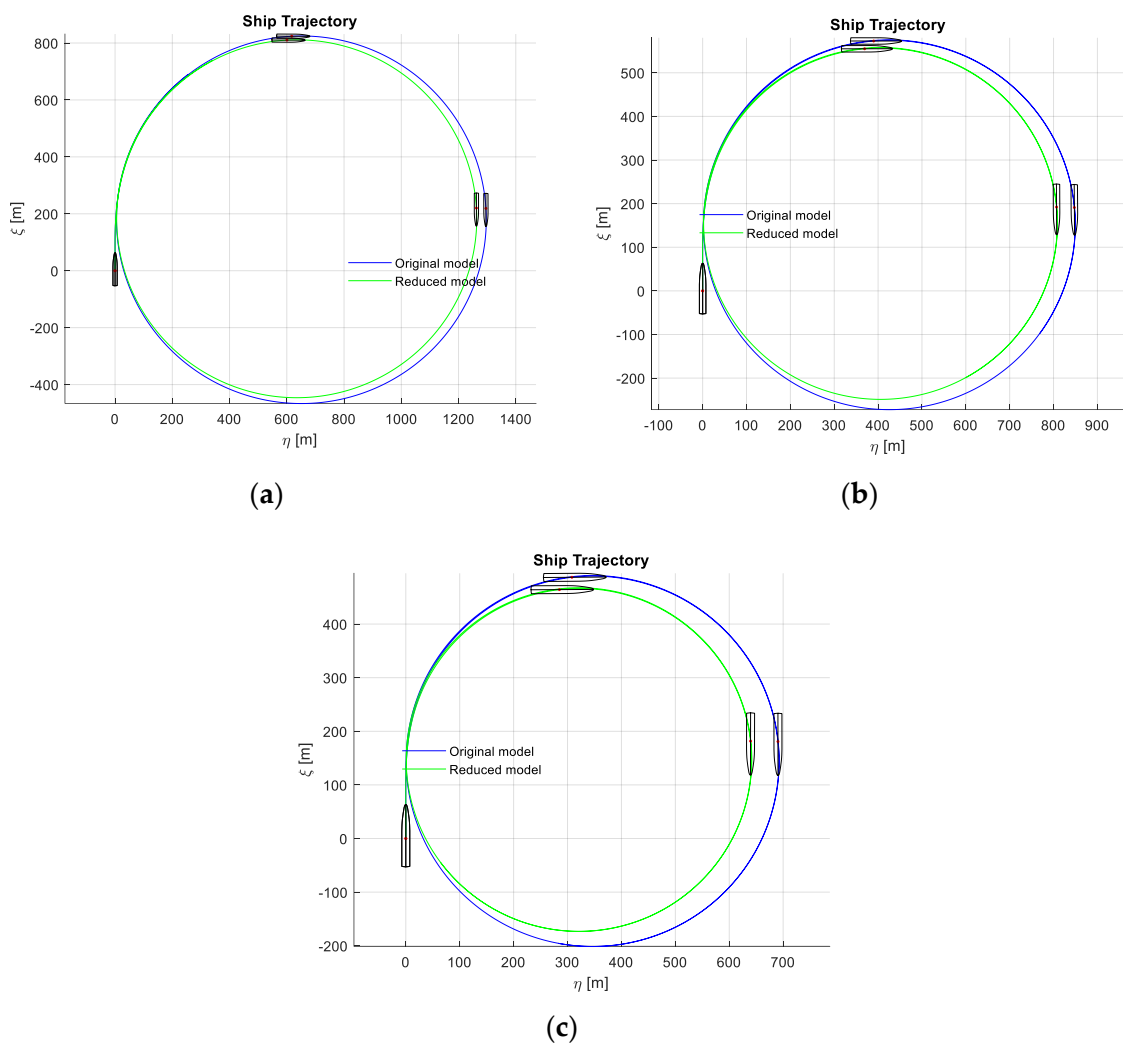 Ship Trajectory
800
600
400
200
0
-200
-400
ξ [m]
Original model
Reduced model
0 200 400 600 800 1000 1200 1400
η [m]
(a)
Ship Trajectory
500
400
300
200
100
0
-100
-200
ξ [m]
Original model
Reduced model
-100 0 100 200 300 400 500 600 700 800 900
η [m]
(b)
Ship Trajectory
400
300
200
100
0
-100
-200
ξ [m]
Original model
Reduced model
0 100 200 300 400 500 600 700
η [m]
(c)